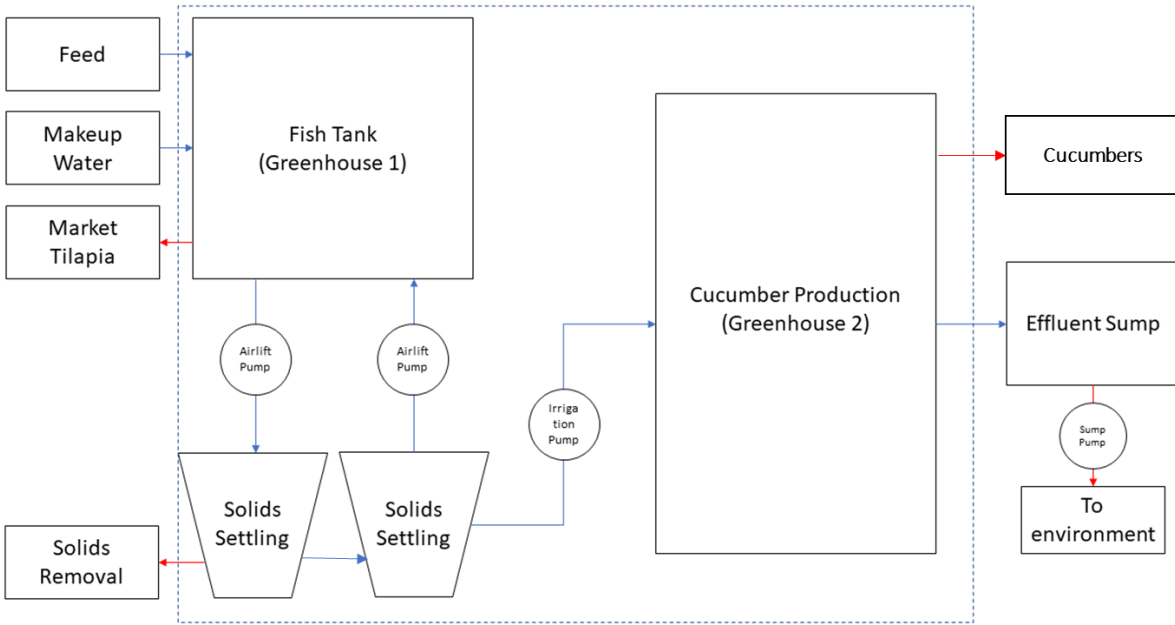 Feed
Makeup
Water
Market
Tilapia
Fish Tank
(Greenhouse 1)
Airlift
Pump
Airlift
Pump
Solids
Settling
Solids
Settling
Solids
Removal
Irriga
tion
Pump
Cucumber Production
(Greenhouse 2)
Cucumbers
Effluent Sump
Sump
Pump
To
environment